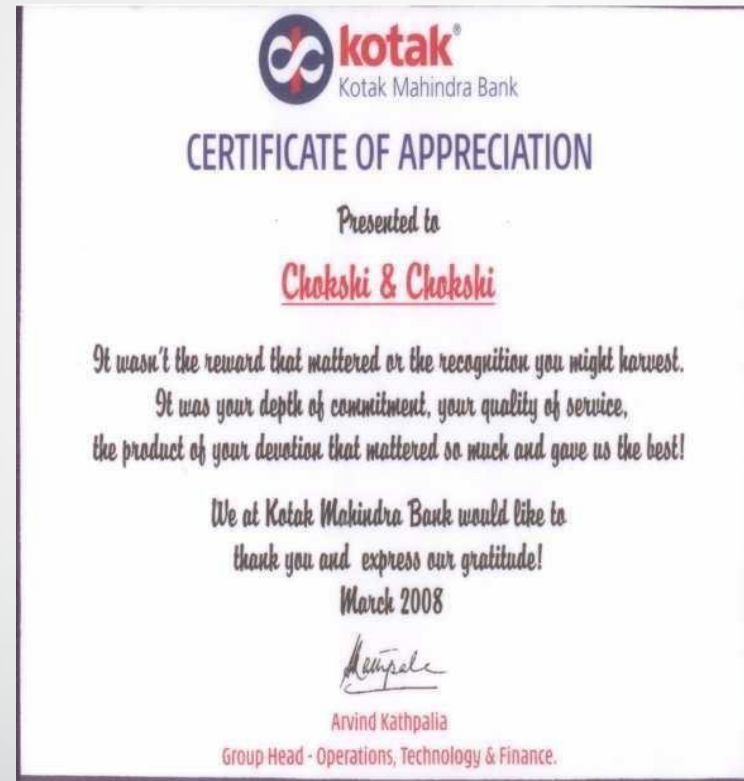 kotak®
Kotak Mahindra Bank
CERTIFICATE OF APPRECIATION
Presented to
Chokshi & Chokshi
It wasn't the reward that mattered or the recognition you might harvest.
It was your depth of commitment, your quality of service,
the product of your devotion that mattered so much and gave us the best!
We at Kotak Mahindra Bank would like to
thank you and express our gratitude!
March 2008
Arvind Kathpalia
Group Head - Operations, Technology & Finance.